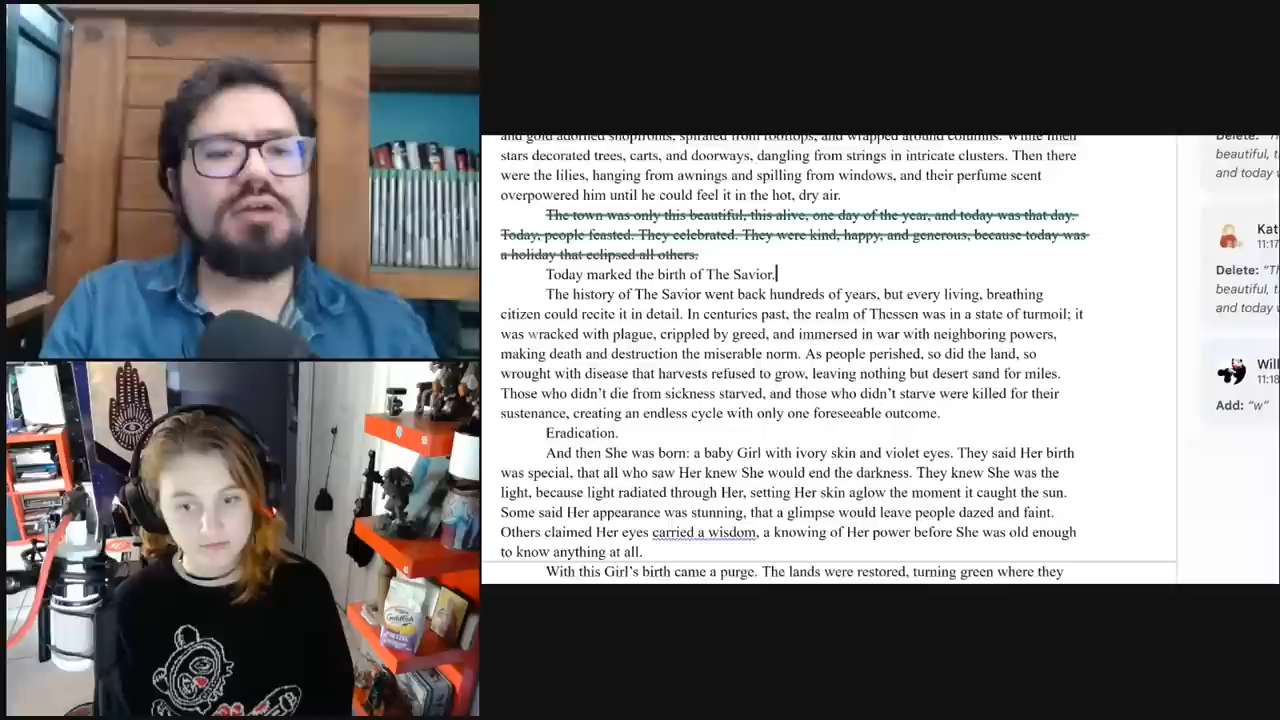 and gold adorned shopfronts, spiraled from rooftops, and wrapped around columns. White linen
stars decorated trees, carts, and doorways, dangling from strings in intricate clusters. Then there
were the lilies, hanging from awnings and spilling from windows, and their perfume scent
overpowered him until he could feel it in the hot, dry air.
The town was only this beautiful, this alive, one day of the year, and today was that day.
Today, people feasted. They celebrated. They were kind, happy, and generous, because today was
a holiday that eclipsed all others.
Today marked the birth of The Savior.
The history of The Savior went back hundreds of years, but every living, breathing
citizen could recite it in detail. In centuries past, the realm of Thessen was in a state of turmoil; it
was wracked with plague, crippled by greed, and immersed in war with neighboring powers,
making death and destruction the miserable norm. As people perished, so did the land, so
wrought with disease that harvests refused to grow, leaving nothing but desert sand for miles.
Those who didn’t die from sickness starved, and those who didn’t starve were killed for their
sustenance, creating an endless cycle with only one foreseeable outcome.
Eradication.
And then She was born: a baby Girl with ivory skin and violet eyes. They said Her birth
was special, that all who saw Her knew She would end the darkness. They knew She was the
light, because light radiated through Her, setting Her skin aglow the moment it caught the sun.
Some said Her appearance was stunning, that a glimpse would leave people dazed and faint.
Others claimed Her eyes carried a wisdom, a knowing of Her power before She was old enough
to know anything at all.
With this Girl’s birth came a purge. The lands were restored, turning green where they
Delete: "T
beautiful, t
and today v
Kat
11:17
Delete: "Th
beautiful, t
and today v
Will
11:18
Add: “w”
Goldfish